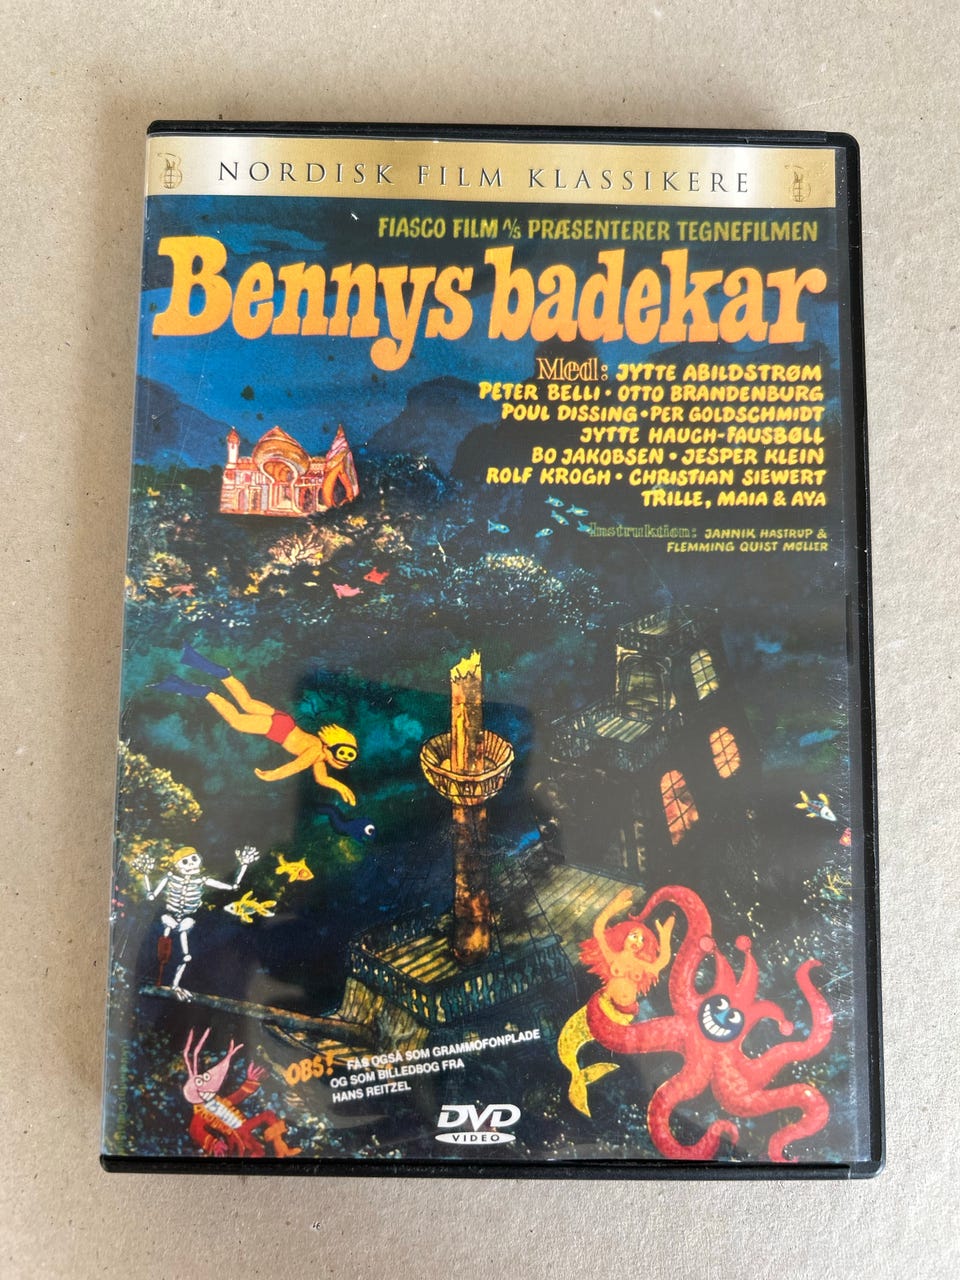 NORDISK FILM KLASSIKERE
FIASCO FILM A/S PRÆSENTERER TEGNEFILMEN
Bennys badekar
Med: JYTTE ABILDSTRØM
PETER BELLI • OTTO BRANDENBURG
POUL DISSING • PER GOLDSCHMIDT
JYTTE HAUCH-FAUSBØLL
BO JAKOBSEN • JESPER KLEIN
ROLF KROGH • CHRISTIAN SIEWERT
TRILLE, MAIA & AYA
Instruktion: JANNIK HASTRUP &
FLEMMING QUIST MØLLER
OBS! FÅS OGSÅ SOM GRAMMOFONPLADE
OG SOM BILLEDBOG FRA
HANS REITZEL
DVD
VIDEO